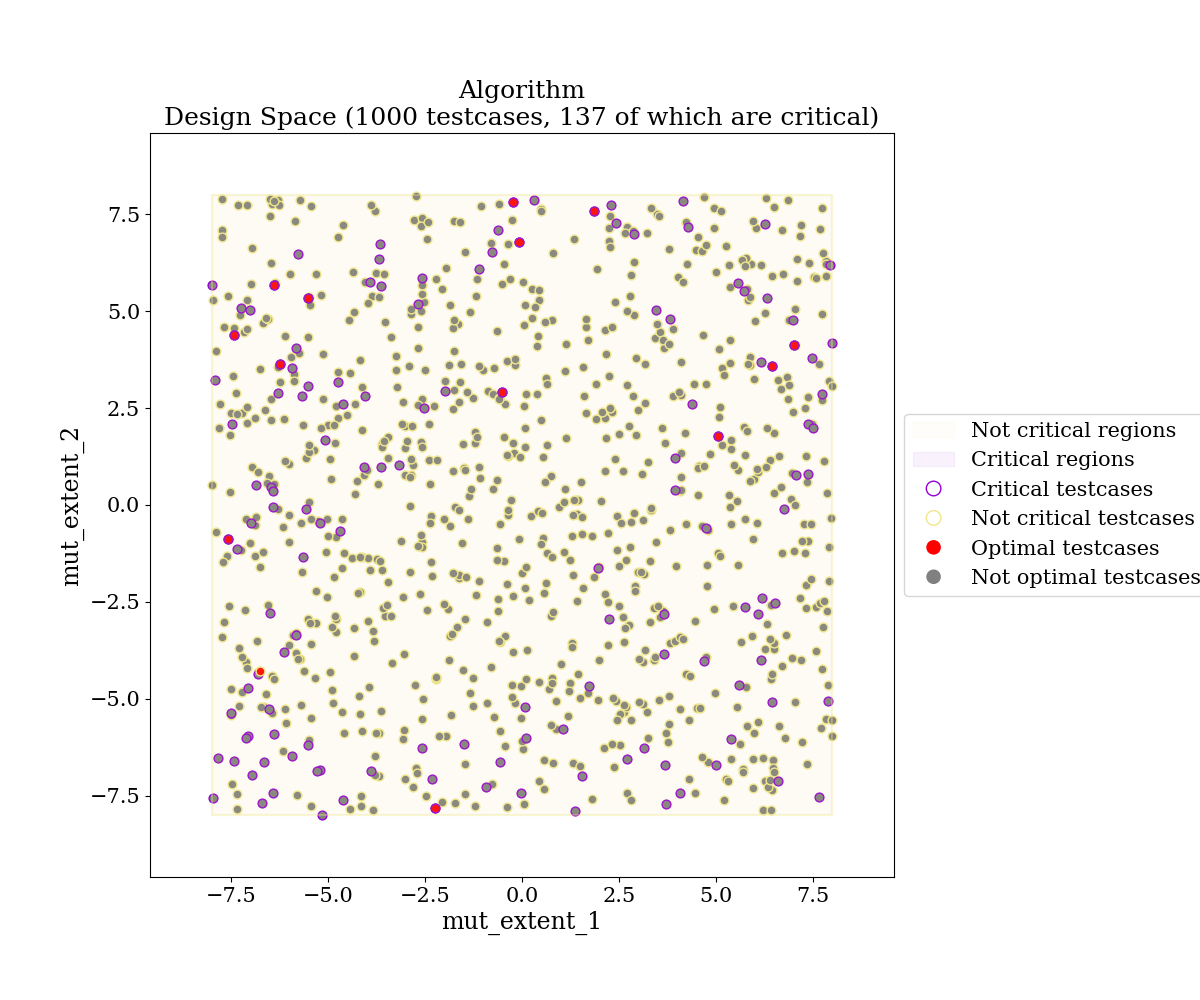 Algorithm
Design Space (1000 testcases, 137 of which are critical)
7.5
5.0
2.5
0.0
−2.5
−5.0
−7.5
mut_extent_2
−7.5 −5.0 −2.5 0.0 2.5 5.0 7.5
mut_extent_1
Not critical regions
Critical regions
Critical testcases
Not critical testcases
Optimal testcases
Not optimal testcases